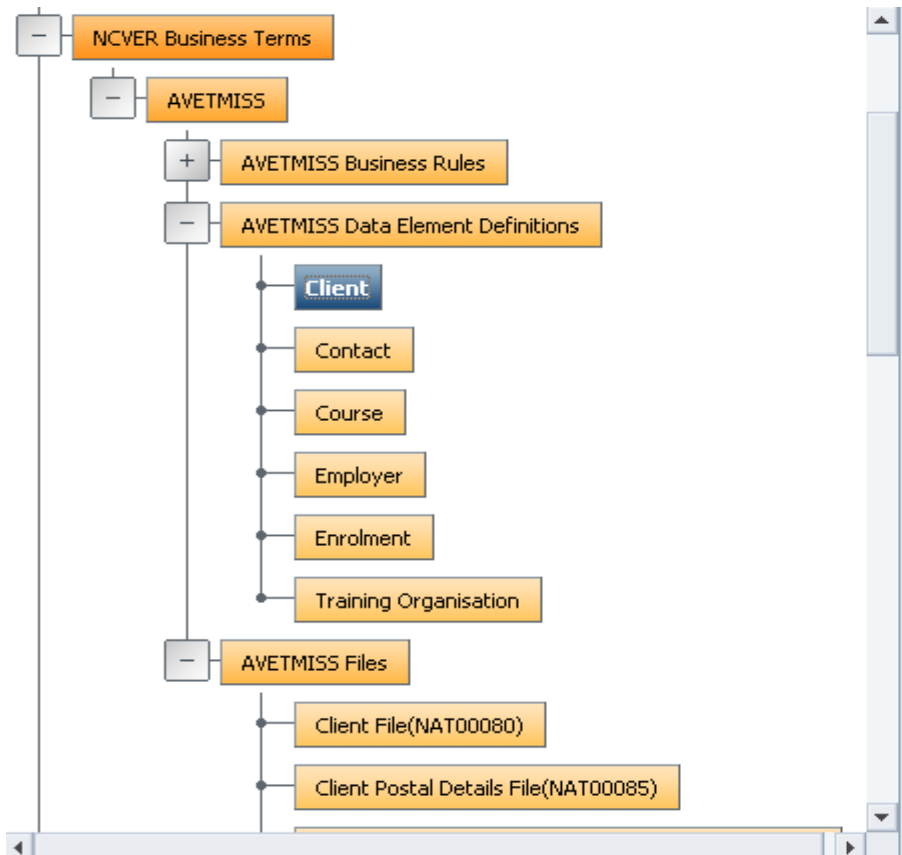 NCVER Business Terms
AVETMISS
AVETMISS Business Rules
AVETMISS Data Element Definitions
Client
Contact
Course
Employer
Enrolment
Training Organisation
AVETMISS Files
Client File(NAT00080)
Client Postal Details File(NAT00085)